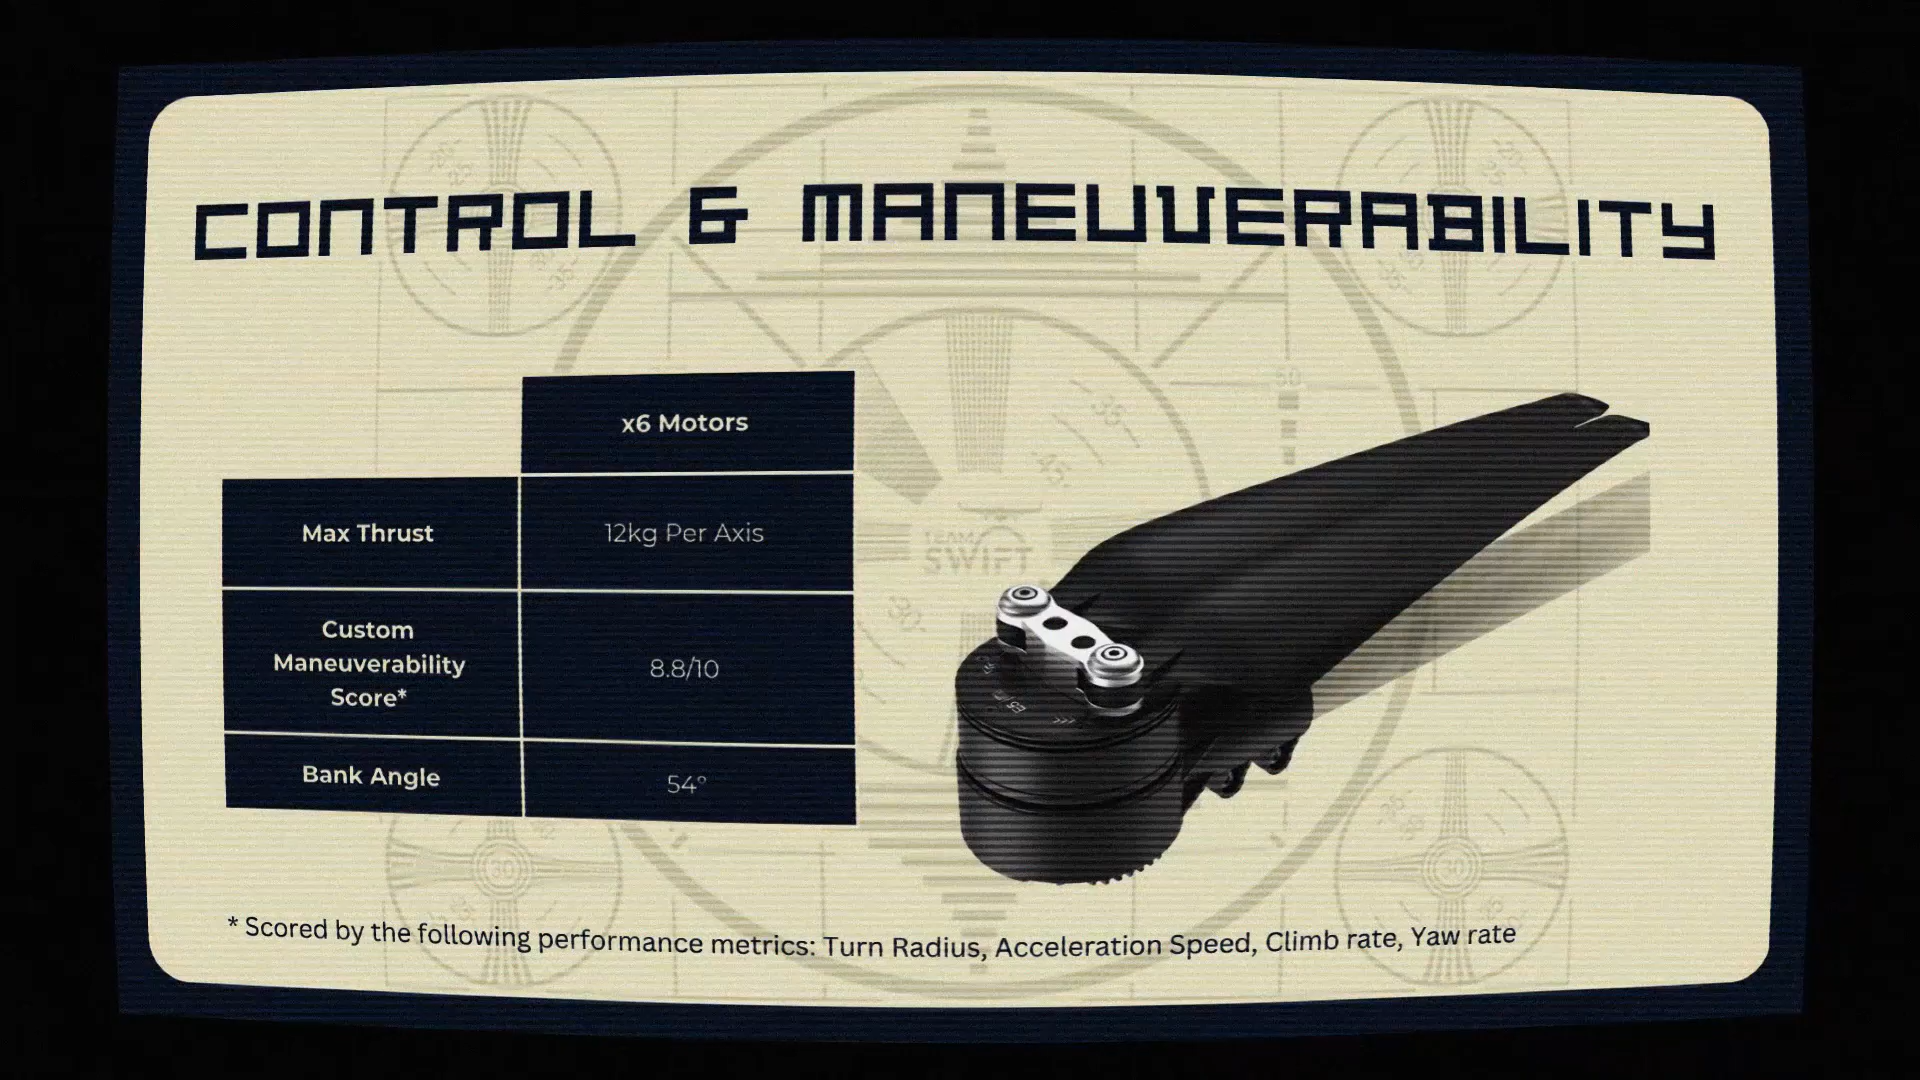 CONTROL & MANEUVERABILITY
x6 Motors
Max Thrust
12kg Per Axis
Custom
Maneuverability
Score*
8.8/10
Bank Angle
54°
TEAM
SWIFT
* Scored by the following performance metrics: Turn Radius, Acceleration Speed, Climb rate, Yaw rate